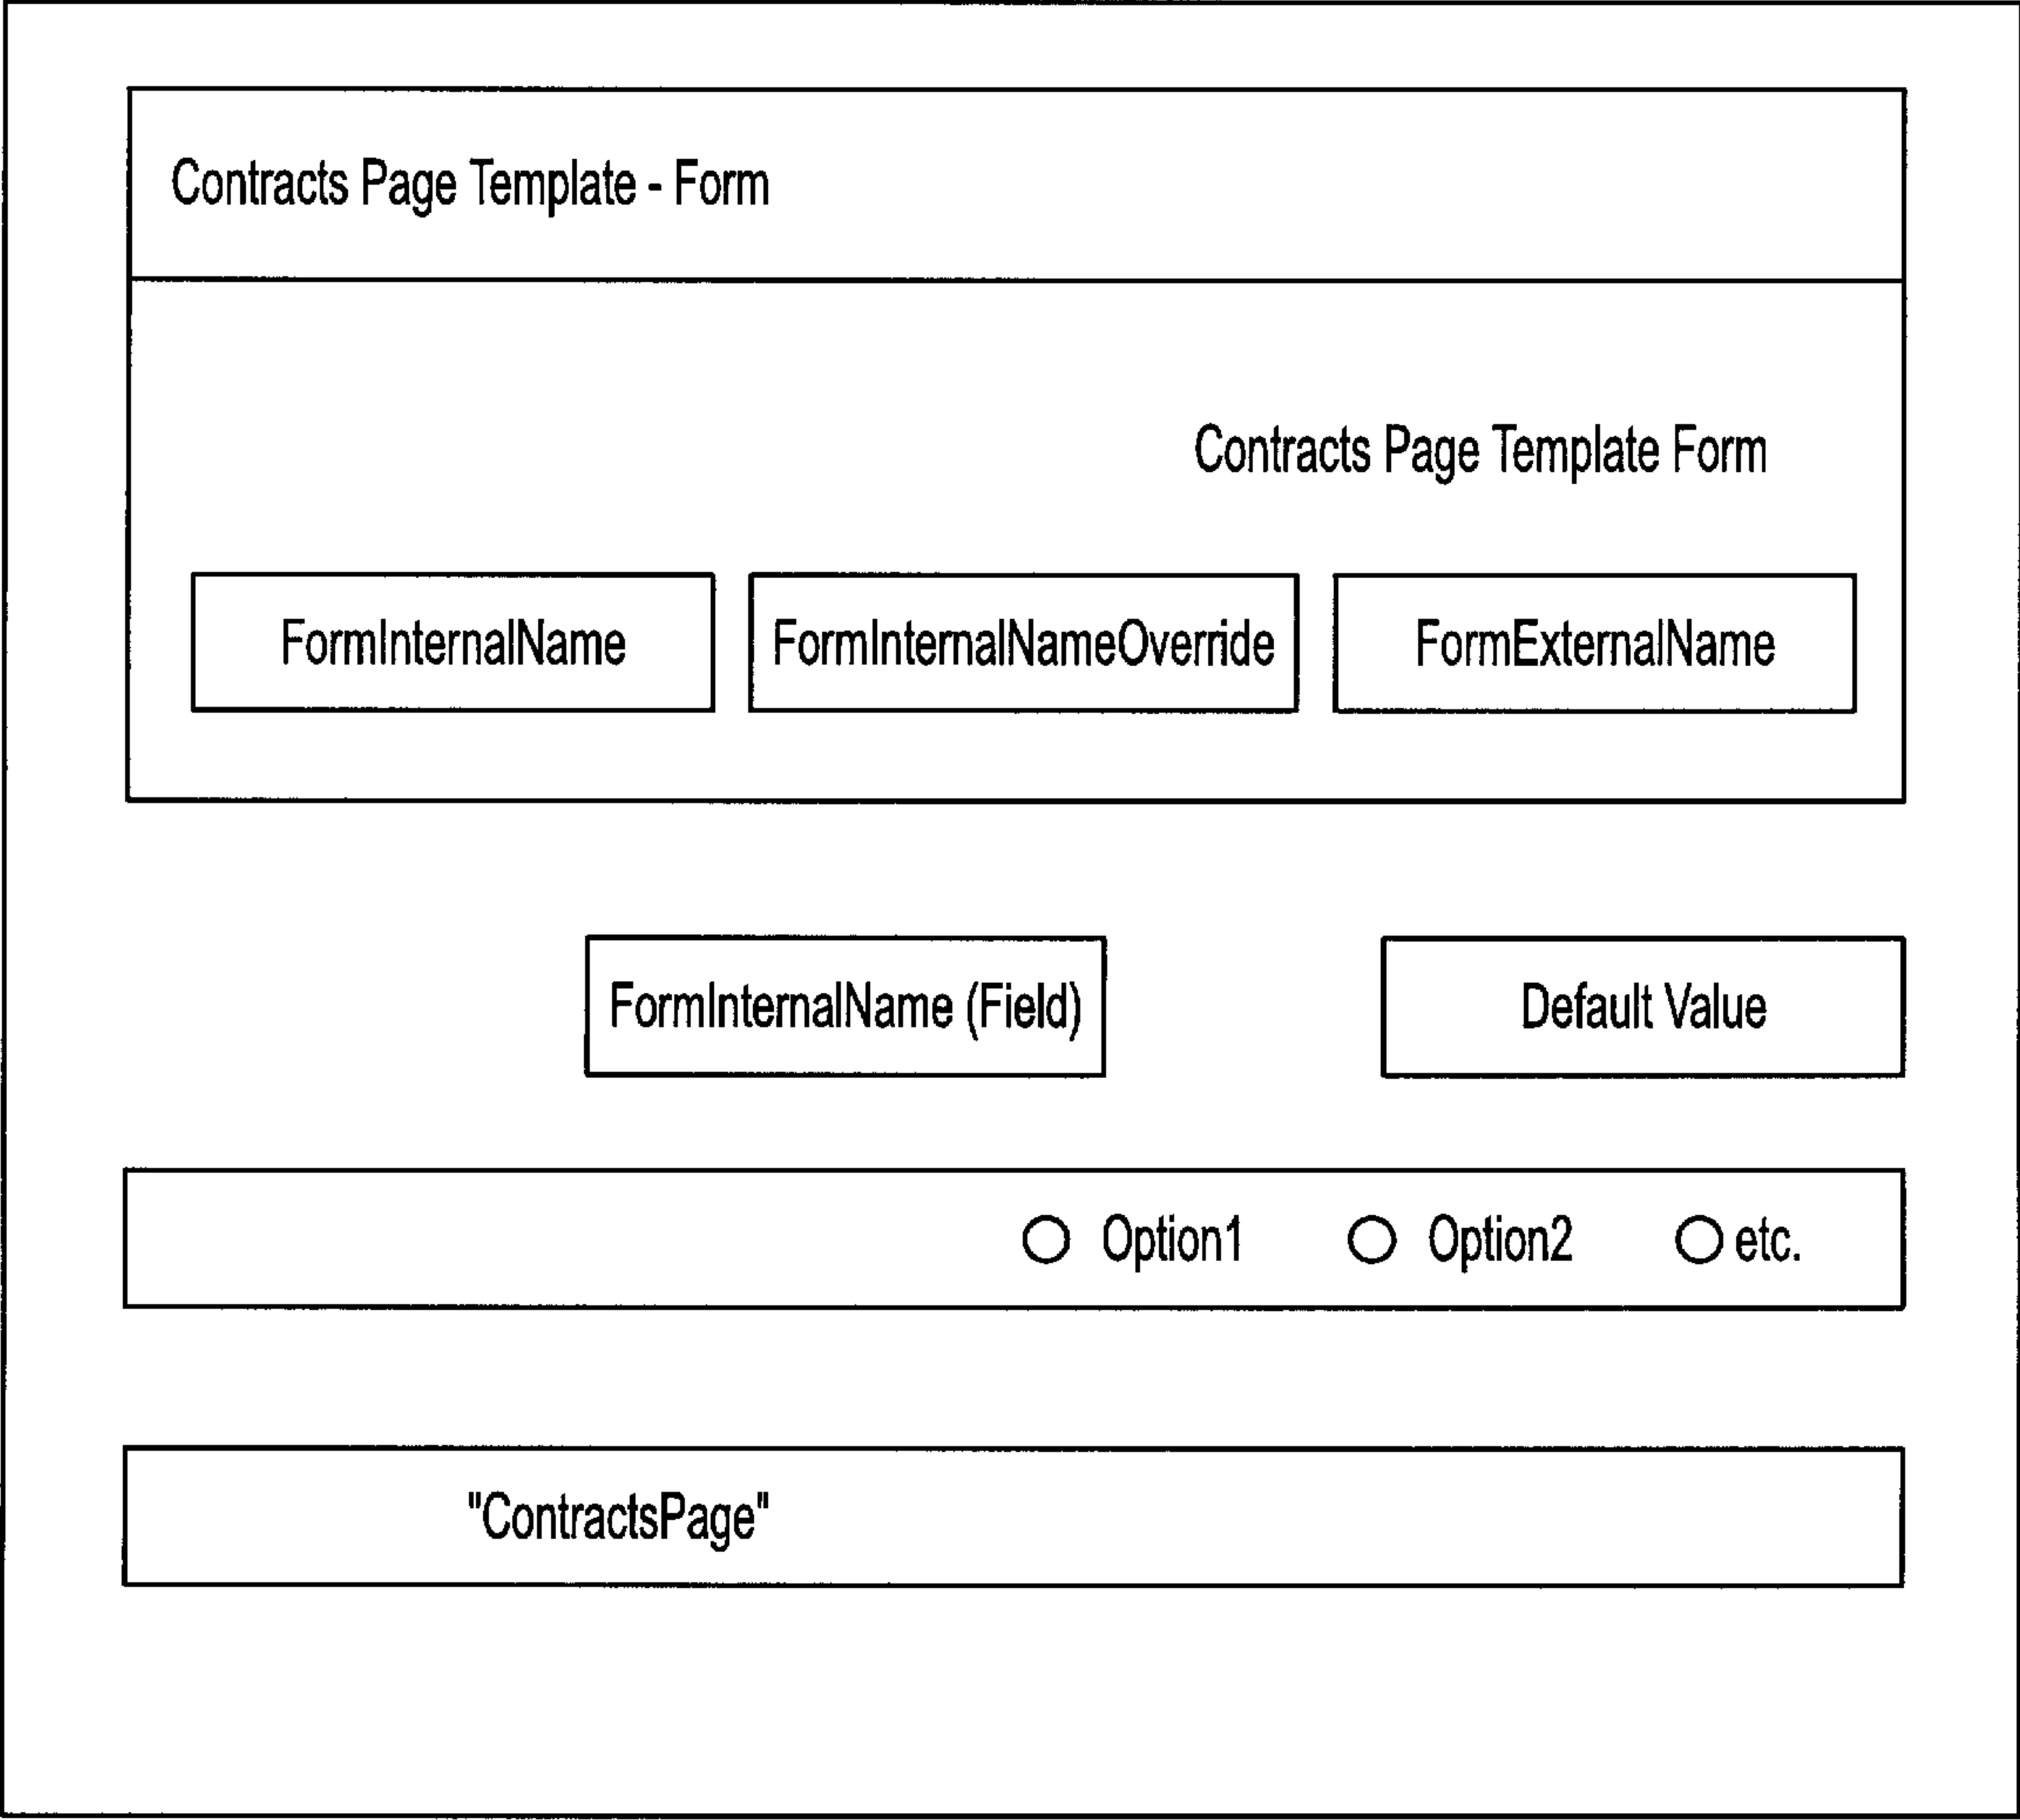 Contracts Page Template - Form
Contracts Page Template Form
FormInternalName FormInternalNameOverride FormExternalName
FormInternalName (Field) Default Value
Option1 Option2 etc.
"ContractsPage"